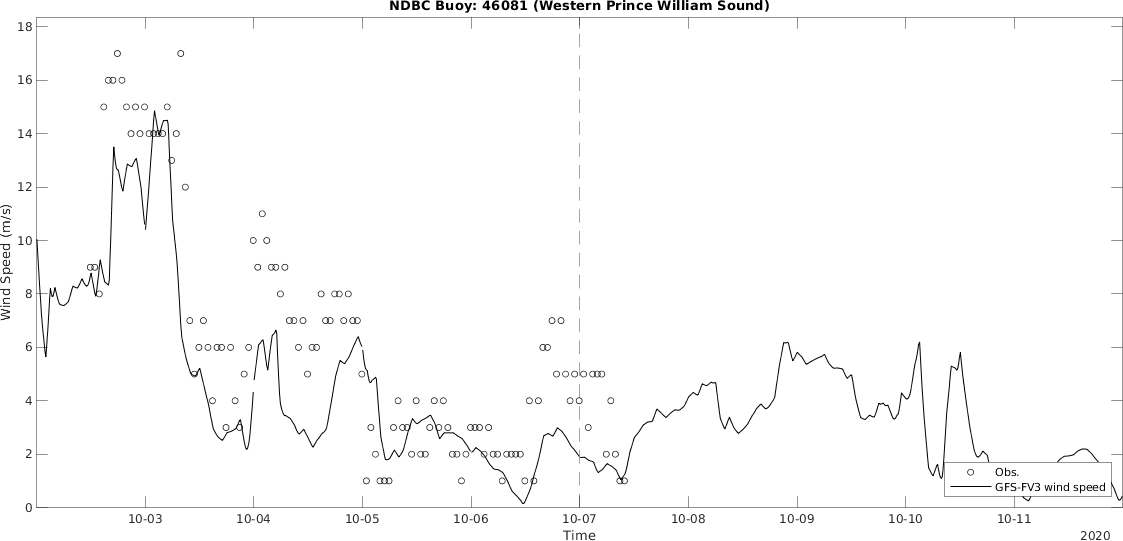 NDBC Buoy: 46081 (Western Prince William Sound)
18
16
14
12
10
8
6
4
2
0
Wind Speed (m/s)
Obs.
GFS-FV3 wind speed
10-03 10-04 10-05 10-06 10-07 10-08 10-09 10-10 10-11
Time
2020